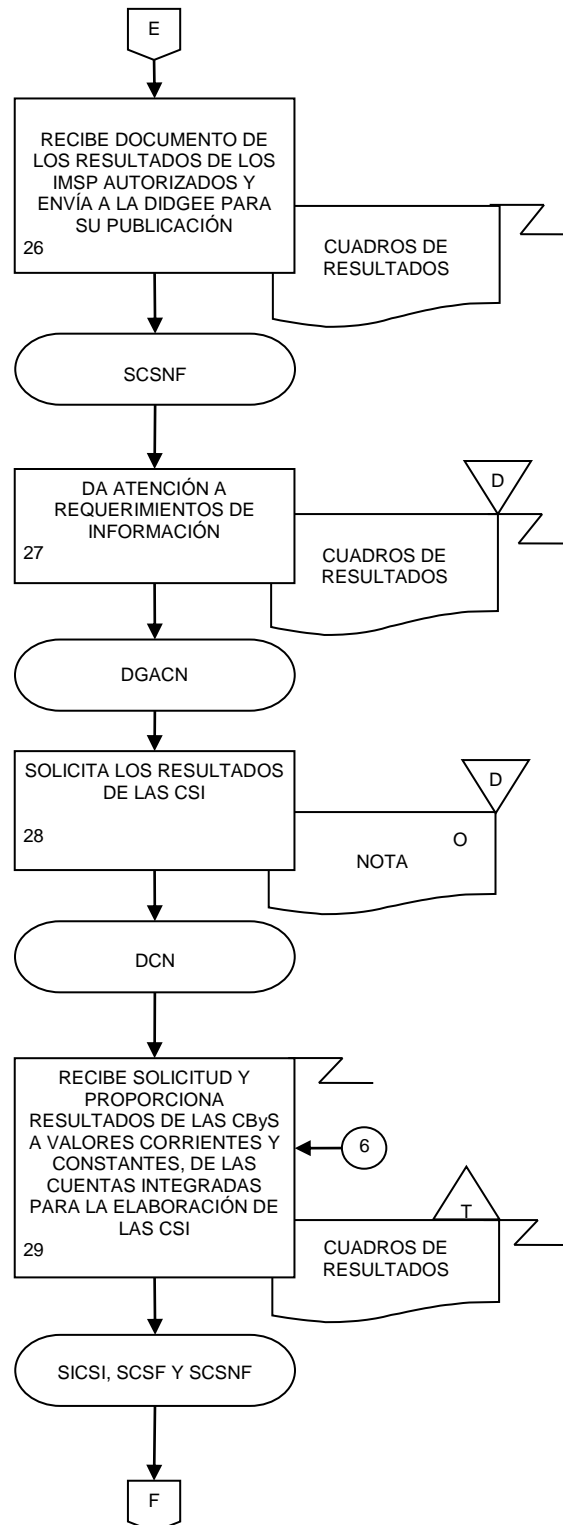 E
RECIBE DOCUMENTO DE
LOS RESULTADOS DE LOS
IMSP AUTORIZADOS Y
ENVÍA A LA DIDGEE PARA
SU PUBLICACIÓN
26
CUADROS DE
RESULTADOS
SCSNF
DA ATENCIÓN A
REQUERIMIENTOS DE
INFORMACIÓN
27
D
CUADROS DE
RESULTADOS
DGACN
SOLICITA LOS RESULTADOS
DE LAS CSI
28
D
O
NOTA
DCN
RECIBE SOLICITUD Y
PROPORCIONA
RESULTADOS DE LAS CByS
A VALORES CORRIENTES Y
CONSTANTES, DE LAS
CUENTAS INTEGRADAS
PARA LA ELABORACIÓN DE
LAS CSI
29
6
T
CUADROS DE
RESULTADOS
SICSI, SCSF Y SCSNF
F